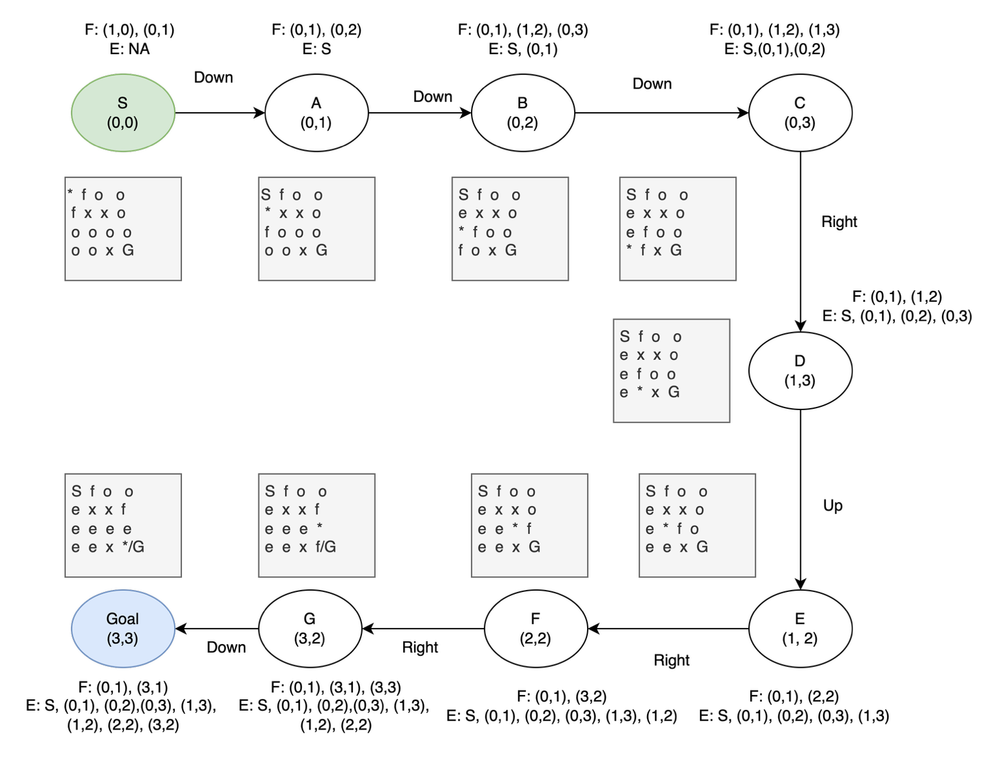 F: (1,0), (0,1)
E: NA
F: (0,1), (0,2)
E: S
F: (0,1), (1,2), (0,3)
E: S, (0,1)
F: (0,1), (1,2), (1,3)
E: S,(0,1),(0,2)
S
(0,0)
Down
A
(0,1)
Down
B
(0,2)
Down
C
(0,3)
* f o o
f x x o
o o o o
o o x G
S f o o
* x x o
f o o o
o o x G
S f o o
e x x o
* f o o
f o x G
S f o o
e x x o
e f o o
* f x G
Right
F: (0,1), (1,2)
E: S, (0,1), (0,2), (0,3)
S f o o
e x x o
e f o o
e * x G
D
(1,3)
Up
S f o o
e x x f
e e e e
e e x */G
S f o o
e x x f
e e e *
e e x f/G
S f o o
e x x o
e e * f
e e x G
S f o o
e x x o
e * f o
e e x G
Goal
(3,3)
Down
G
(3,2)
Right
F
(2,2)
Right
E
(1, 2)
F: (0,1), (3,1)
E: S, (0,1), (0,2),(0,3), (1,3),
(1,2), (2,2), (3,2)
F: (0,1), (3,1), (3,3)
E: S, (0,1), (0,2),(0,3), (1,3),
(1,2), (2,2)
F: (0,1), (3,2)
E: S, (0,1), (0,2), (0,3), (1,3), (1,2)
F: (0,1), (2,2)
E: S, (0,1), (0,2), (0,3), (1,3)